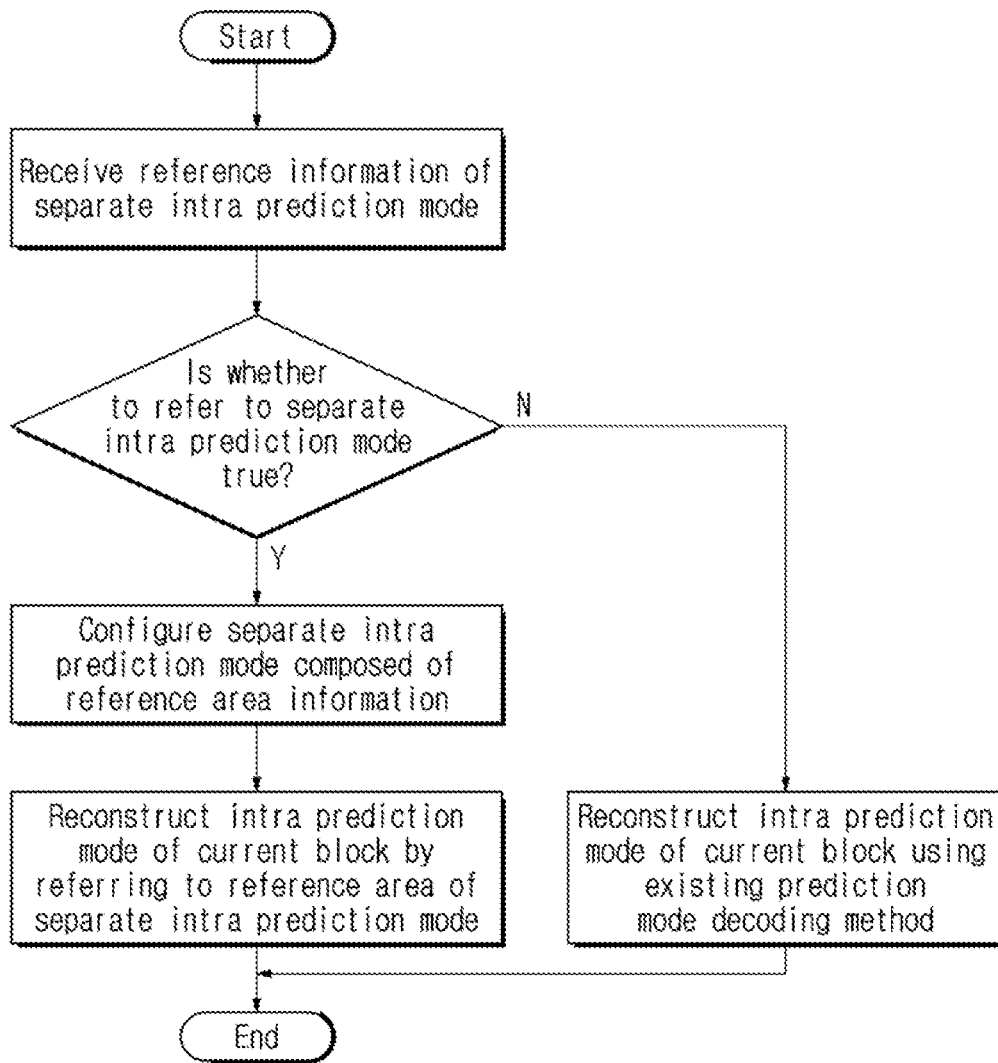 Start
Receive reference information of
separate intra prediction mode
Is whether
to refer to separate
intra prediction mode
true?
N
Y
Configure separate intra
prediction mode composed of
reference area information
Reconstruct intra prediction
mode of current block by
referring to reference area of
separate intra prediction mode
Reconstruct intra prediction
mode of current block using
existing prediction
mode decoding method
End